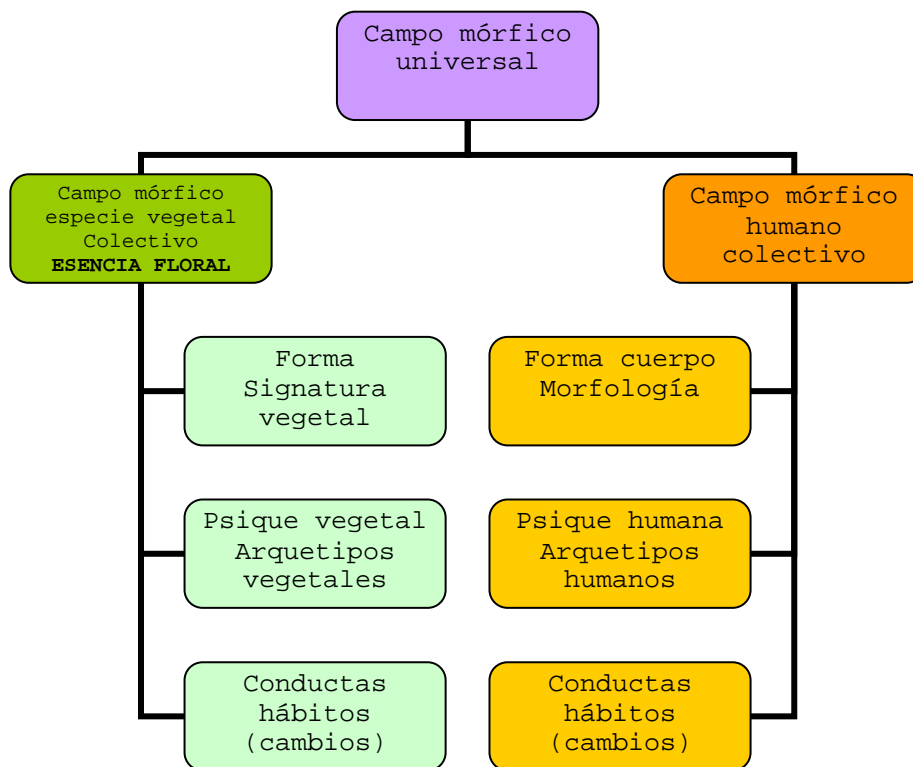 Campo mórfico
universal
Campo mórfico
especie vegetal
Colectivo
ESENCIA FLORAL
Campo mórfico
humano
colectivo
Forma
Signatura
vegetal
Forma cuerpo
Morfología
Psique vegetal
Arquetipos
vegetales
Psique humana
Arquetipos
humanos
Conductas
hábitos
(cambios)
Conductas
hábitos
(cambios)